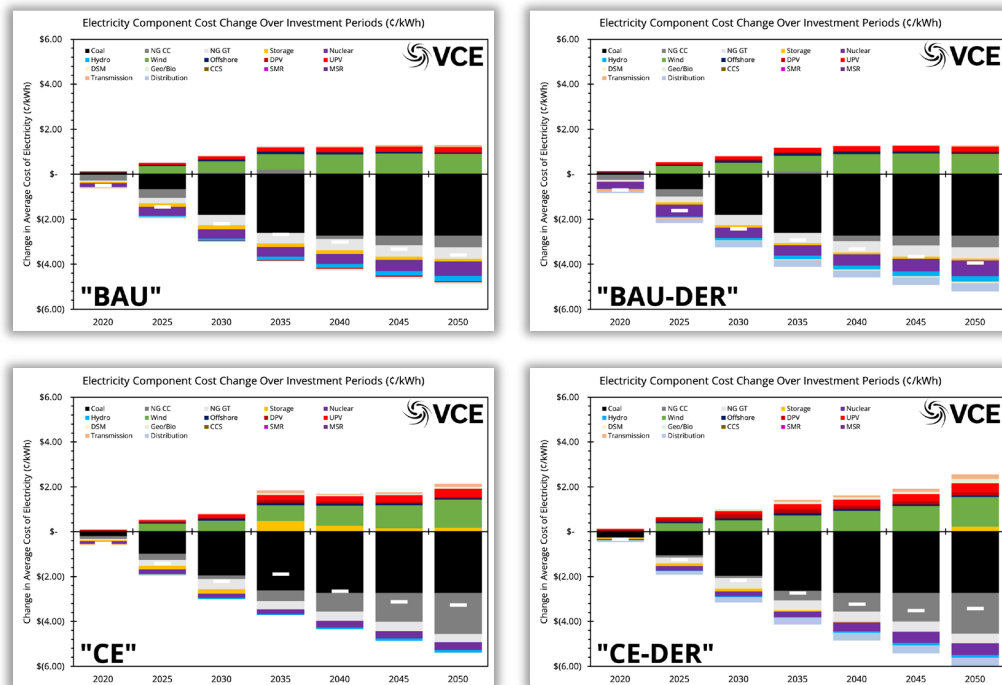 Electricity Component Cost Change Over Investment Periods (₵/kWh)
Change in Average Cost of Electricity (₵/kWh)
$6.00
$4.00
$2.00
$-
$(2.00)
$(4.00)
$(6.00)
Coal NG CC NG GT Storage Nuclear
Hydro Wind Offshore DPV UPV
DSM Geo/Bio CCS SMR MSR
Transmission Distribution
VCE
"BAU"
2020 2025 2030 2035 2040 2045 2050
Electricity Component Cost Change Over Investment Periods (₵/kWh)
Change in Average Cost of Electricity (₵/kWh)
$6.00
$4.00
$2.00
$-
$(2.00)
$(4.00)
$(6.00)
Coal NG CC NG GT Storage Nuclear
Hydro Wind Offshore DPV UPV
DSM Geo/Bio CCS SMR MSR
Transmission Distribution
VCE
"BAU-DER"
2020 2025 2030 2035 2040 2045 2050
Electricity Component Cost Change Over Investment Periods (₵/kWh)
Change in Average Cost of Electricity (₵/kWh)
$6.00
$4.00
$2.00
$-
$(2.00)
$(4.00)
$(6.00)
Coal NG CC NG GT Storage Nuclear
Hydro Wind Offshore DPV UPV
DSM Geo/Bio CCS SMR MSR
Transmission Distribution
VCE
"CE"
2020 2025 2030 2035 2040 2045 2050
Electricity Component Cost Change Over Investment Periods (₵/kWh)
Change in Average Cost of Electricity (₵/kWh)
$6.00
$4.00
$2.00
$-
$(2.00)
$(4.00)
$(6.00)
Coal NG CC NG GT Storage Nuclear
Hydro Wind Offshore DPV UPV
DSM Geo/Bio CCS SMR MSR
Transmission Distribution
VCE
"CE-DER"
2020 2025 2030 2035 2040 2045 2050